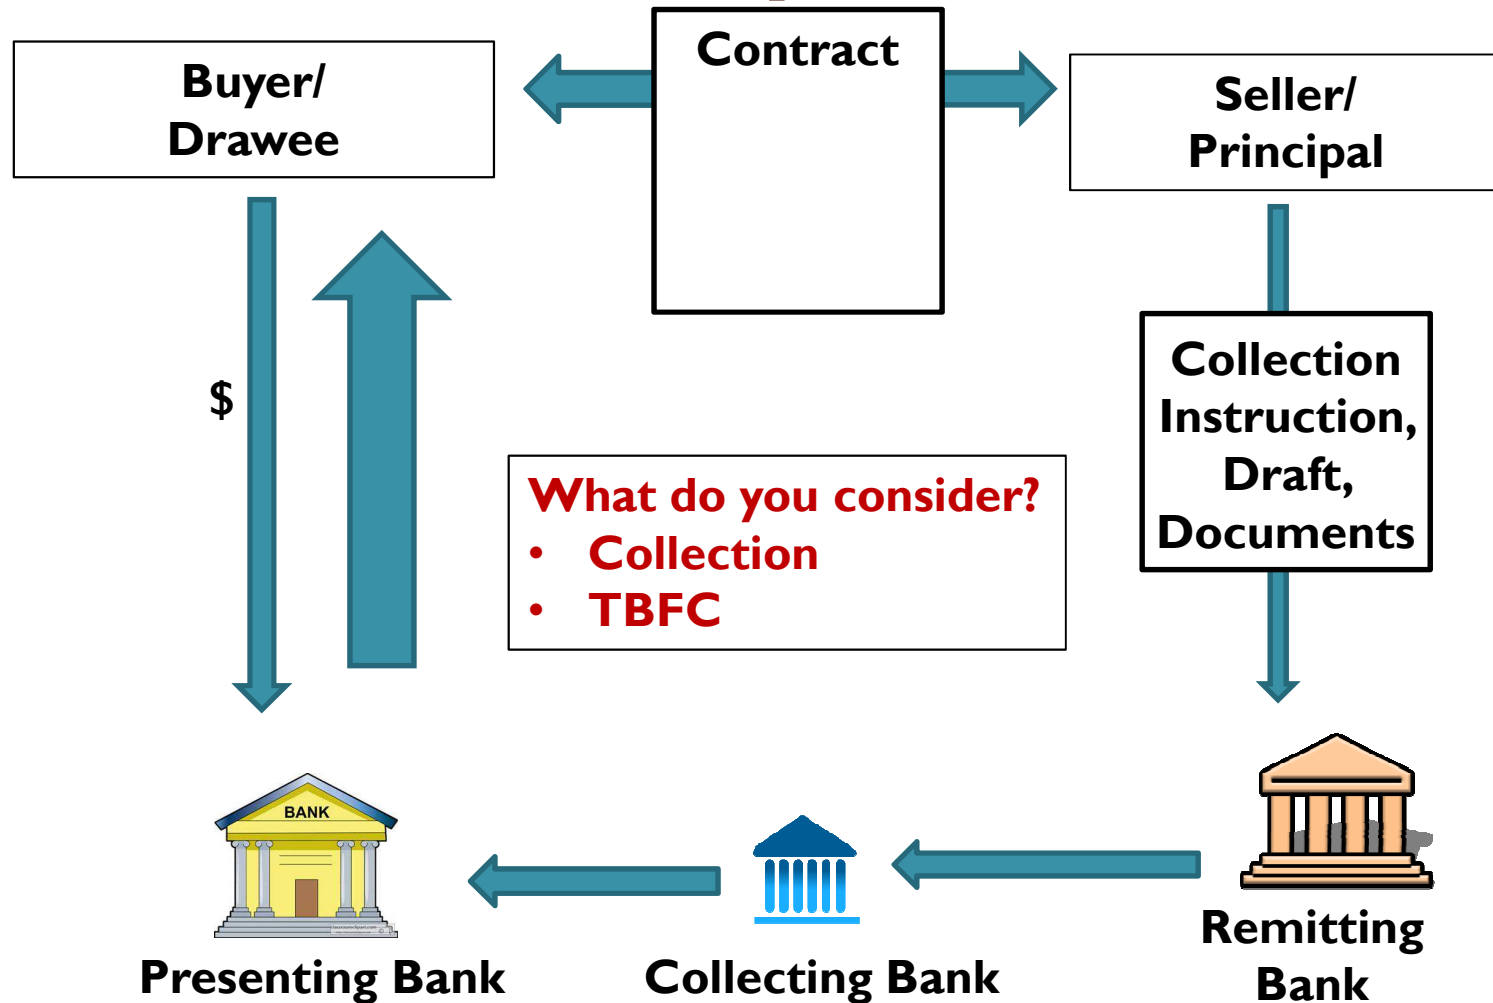 Contract
Buyer/
Drawee
Seller/
Principal
$
Collection
Instruction,
Draft,
Documents
What do you consider?
• Collection
• TBFC
BANK
Presenting Bank
Collecting Bank
Remitting
Bank